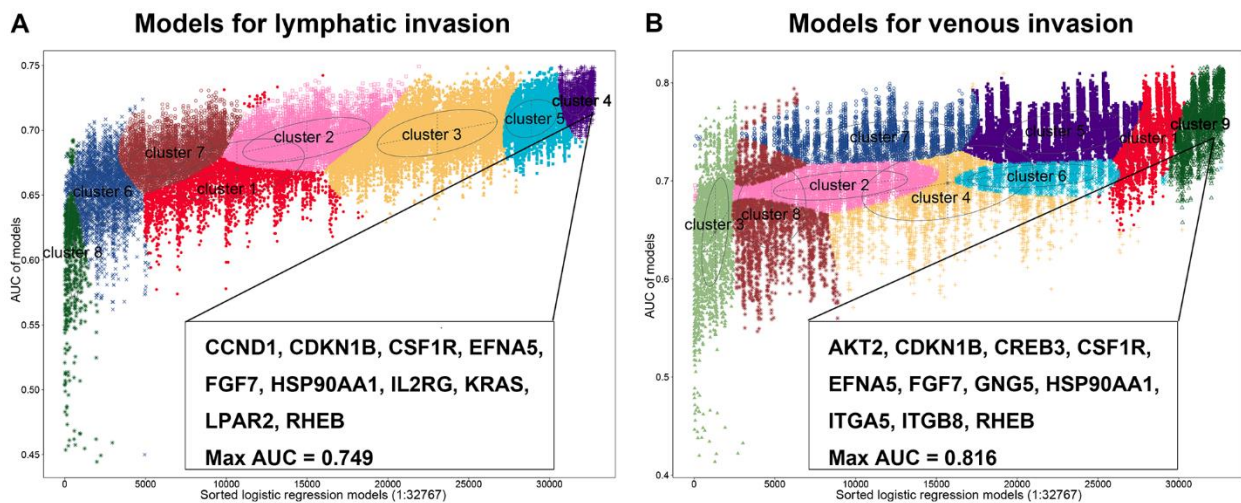 A Models for lymphatic invasion
0.75
0.70
0.65
0.60
0.55
0.50
0.45
AUC of models
cluster 4
cluster 5
cluster 3
cluster 2
cluster 7
cluster 1
cluster 6
cluster 8
CCND1, CDKN1B, CSF1R, EFNA5,
FGF7, HSP90AA1, IL2RG, KRAS,
LPAR2, RHEB
Max AUC = 0.749
0 5000 10000 15000 20000 25000 30000
Sorted logistic regression models (1:32767)
B Models for venous invasion
0.8
0.7
0.6
0.5
0.4
AUC of models
cluster 7
cluster 5
cluster
cluster 9
cluster 2
cluster 6
cluster 4
cluster 3
cluster 8
AKT2, CDKN1B, CREB3, CSF1R,
EFNA5, FGF7, GNG5, HSP90AA1,
ITGA5, ITGB8, RHEB
Max AUC = 0.816
0 5000 10000 15000 20000 25000 30000
Sorted logistic regression models (1:32767)